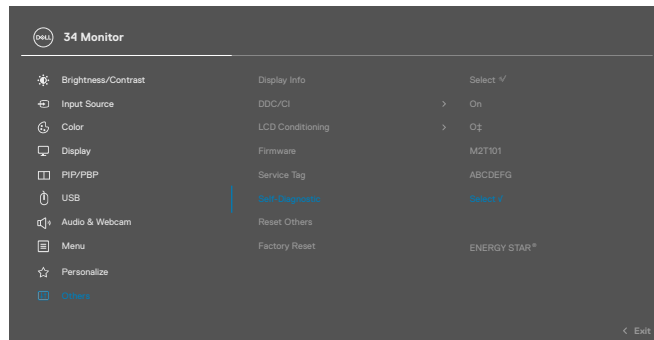 DELL
34 Monitor
Brightness/Contrast
Display Info Select
Input Source
DDC/CI > On
Color
LCD Conditioning > O‡
Display
Firmware M2T101
PIP/PBP
Service Tag ABCDEFG
USB
Self-Diagnostic Select
Audio & Webcam
Reset Others
Menu
Factory Reset ENERGY STAR®
Personalize
Others
< Exit